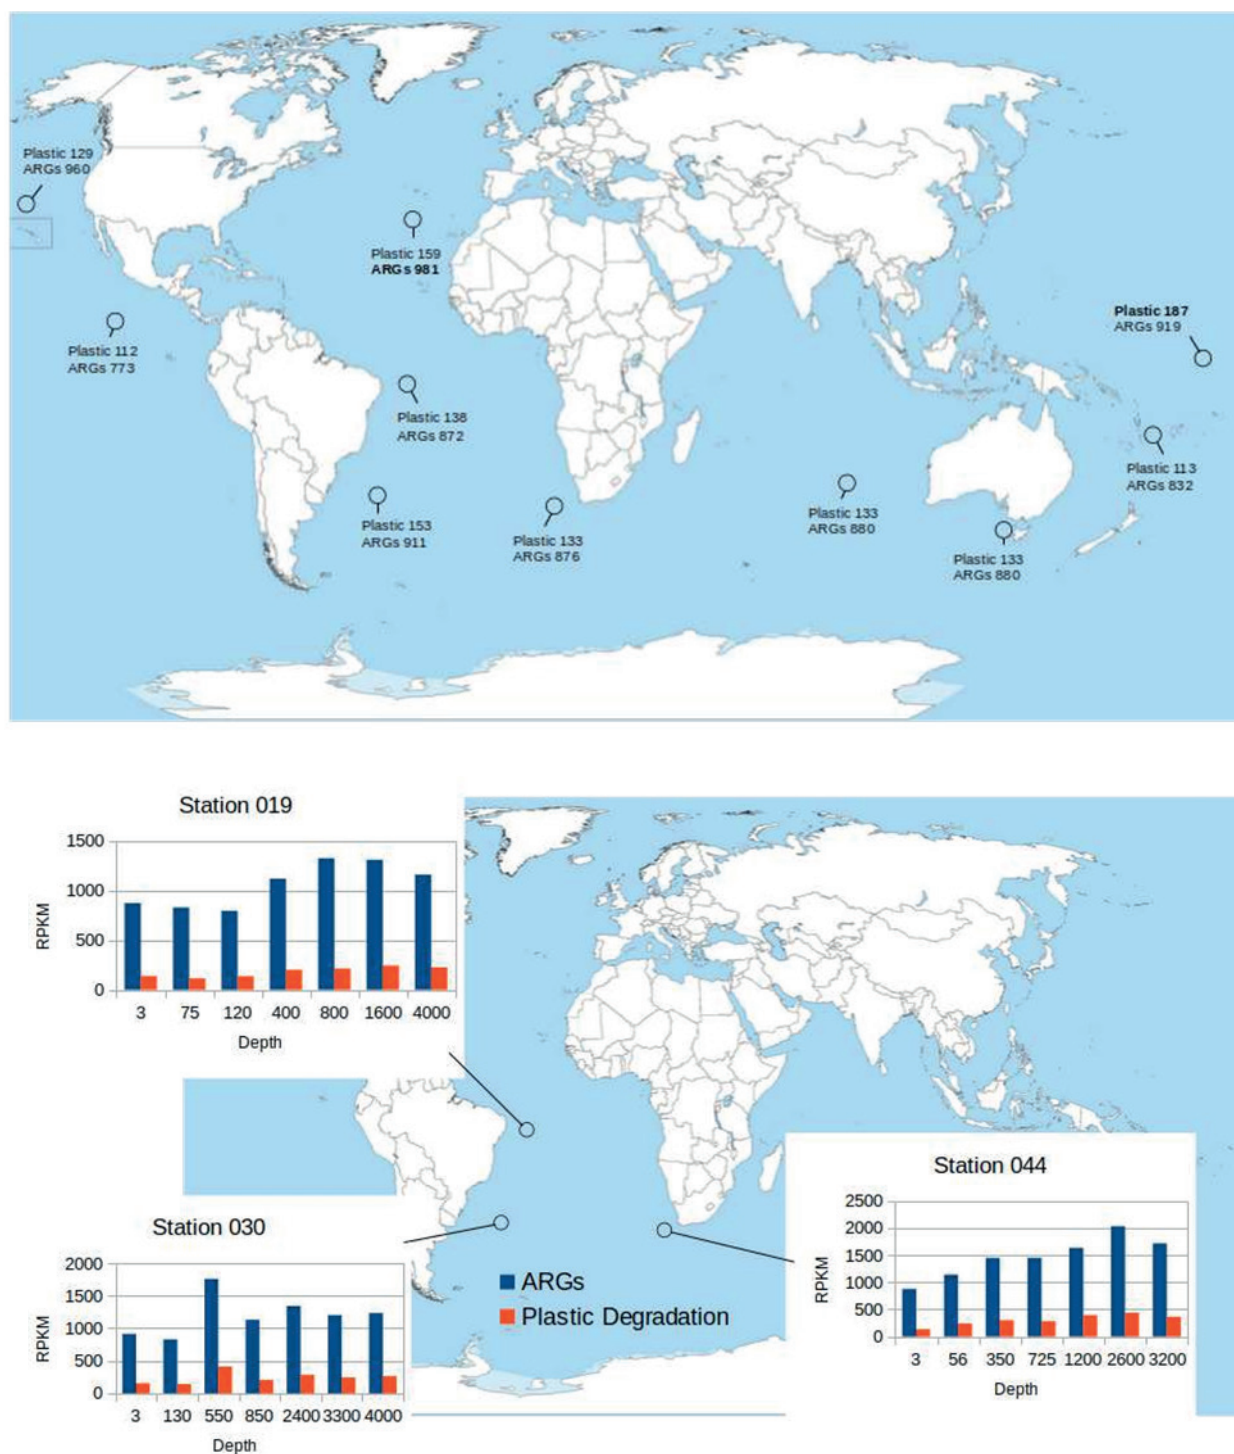 Plastic 129
ARGs 960
Plastic 159
ARGs 981
Plastic 187
ARGs 919
Plastic 112
ARGs 773
Plastic 138
ARGs 872
Plastic 113
ARGs 832
Plastic 153
ARGs 911
Plastic 133
ARGs 876
Plastic 133
ARGs 880
Plastic 133
ARGs 880
Station 019
1500
1000
500
0
RPKM
3 75 120 400 800 1600 4000
Depth
Station 030
2000
1500
1000
500
0
RPKM
3 130 550 850 2400 3300 4000
Depth
ARGs
Plastic Degradation
Station 044
2500
2000
1500
1000
500
0
RPKM
3 56 350 725 1200 2600 3200
Depth